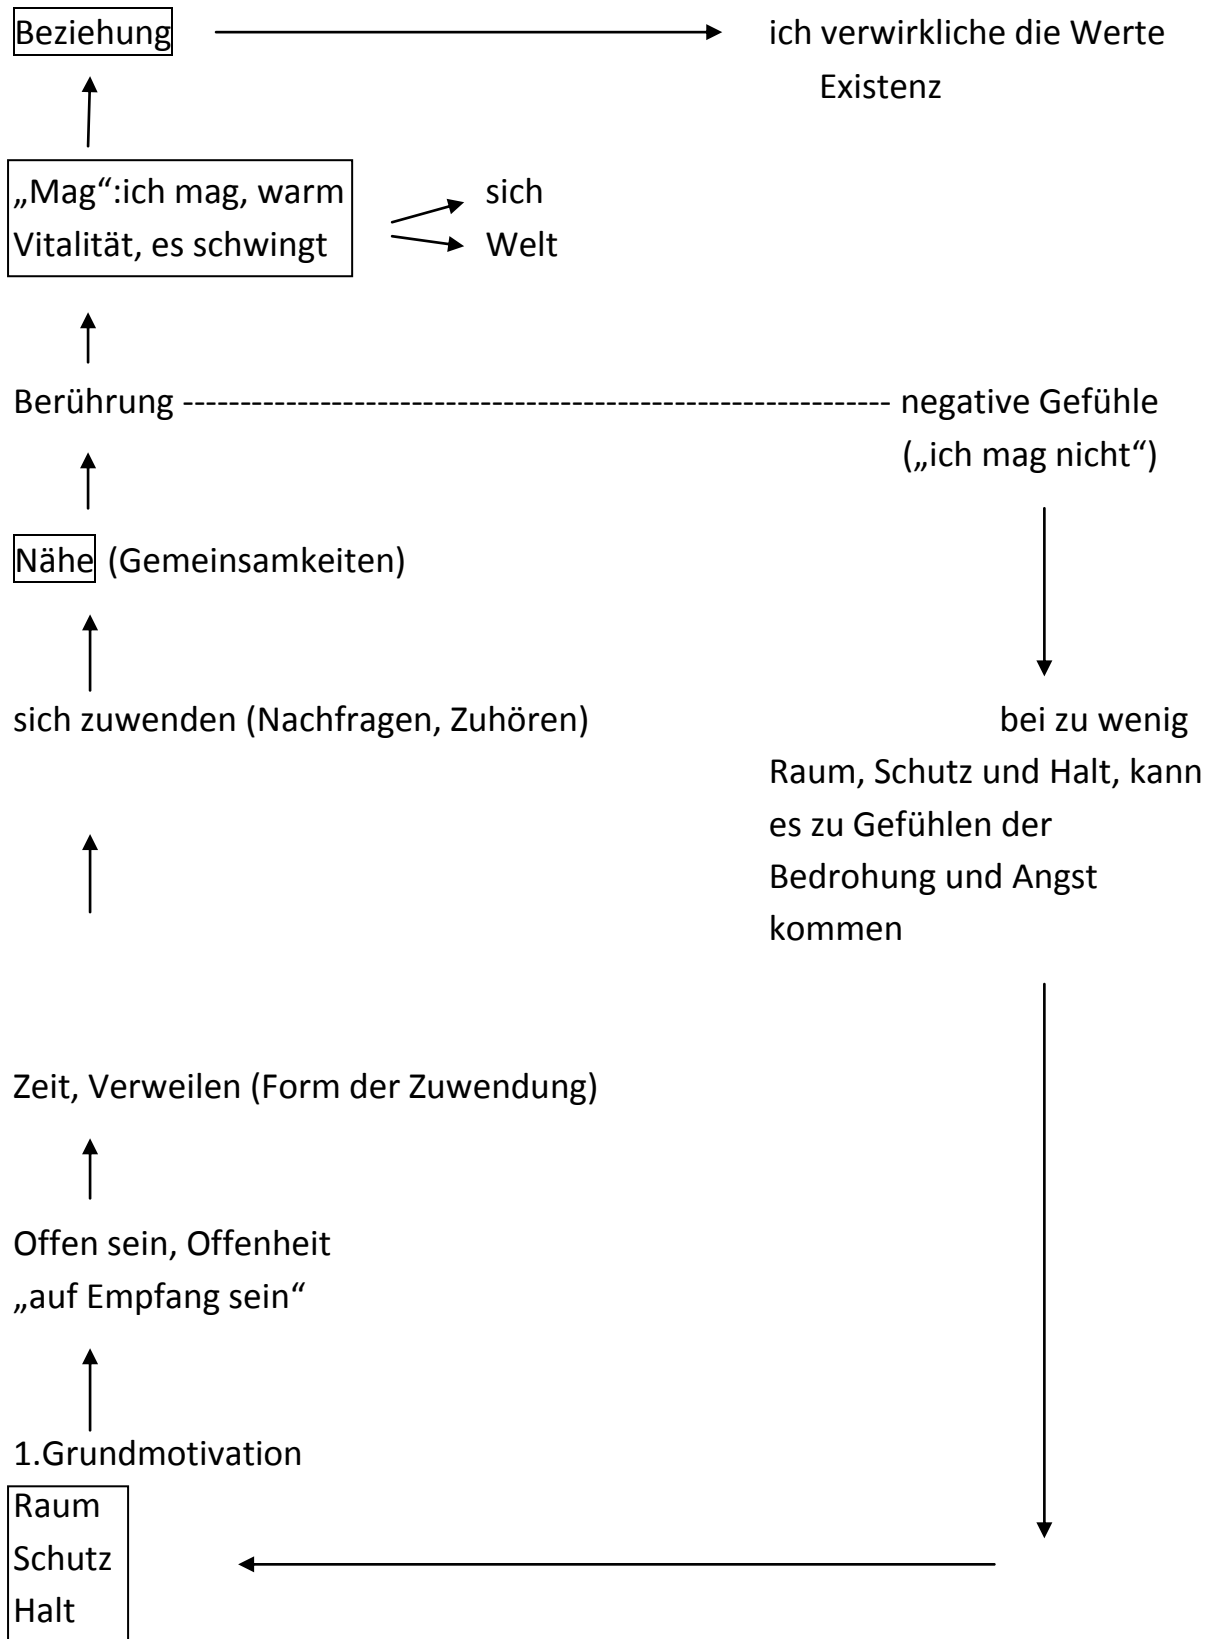 Beziehung ich verwirkliche die Werte
Existenz
„Mag“:ich mag, warm sich
Vitalität, es schwingt Welt
Berührung ------------------------------------------------------------- negative Gefühle
(„ich mag nicht“)
Nähe (Gemeinsamkeiten)
sich zuwenden (Nachfragen, Zuhören) bei zu wenig
Raum, Schutz und Halt, kann
es zu Gefühlen der
Bedrohung und Angst
kommen
Zeit, Verweilen (Form der Zuwendung)
Offen sein, Offenheit
„auf Empfang sein“
1.Grundmotivation
Raum
Schutz
Halt